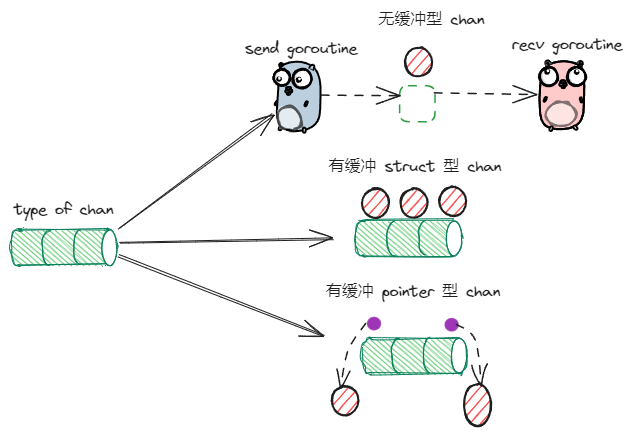 无缓冲型 chan
send goroutine
recv goroutine
有缓冲 struct 型 chan
type of chan
有缓冲 pointer 型 chan